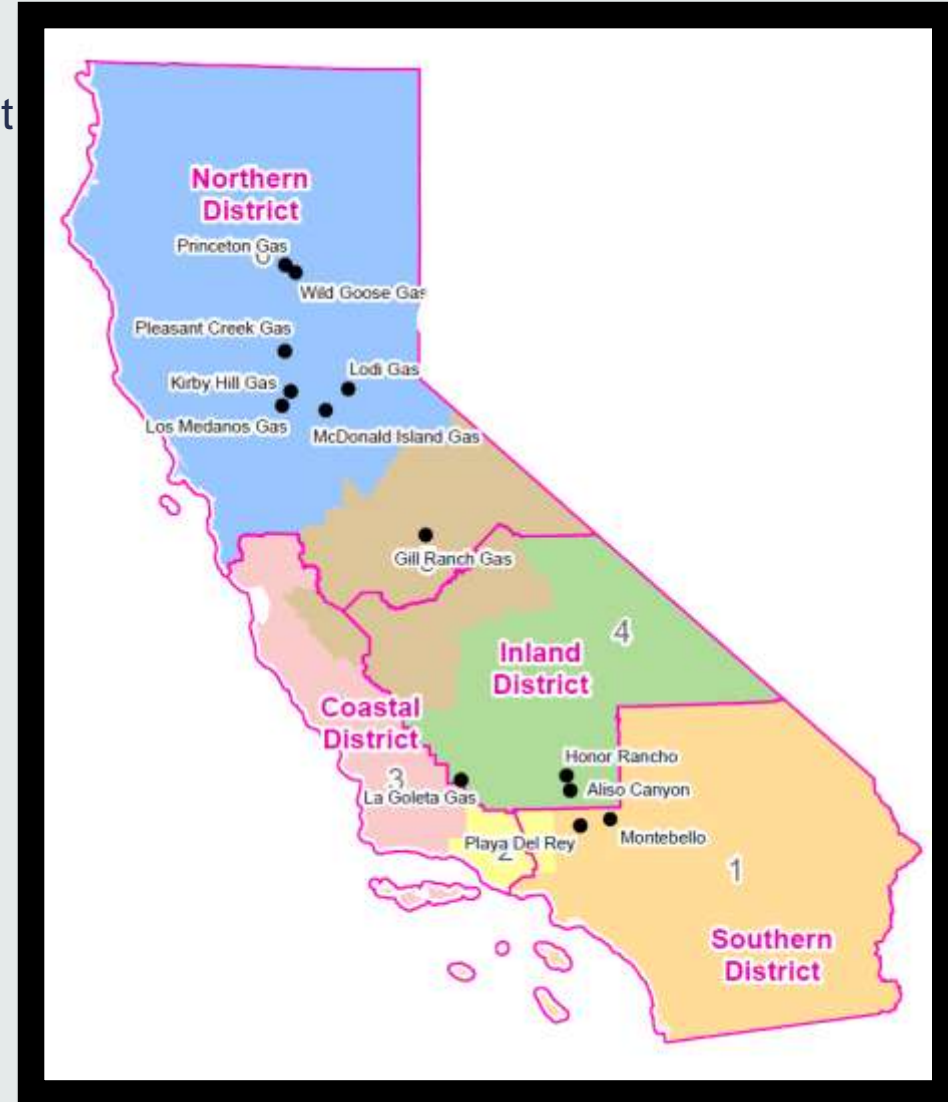 t
Northern
District
Princeton Gas
6
Wild Goose Gas
Pleasant Creek Gas
Lodi Gas
Kirby Hill Gas
Los Medanos Gas
McDonald Island Gas
Gill Ranch Gas
4
Inland
District
Coastal
District
Honor Rancho
3
Aliso Canyon
La Goleta Gas
Playa Del Rey
Montebello
2
1
Southern
District